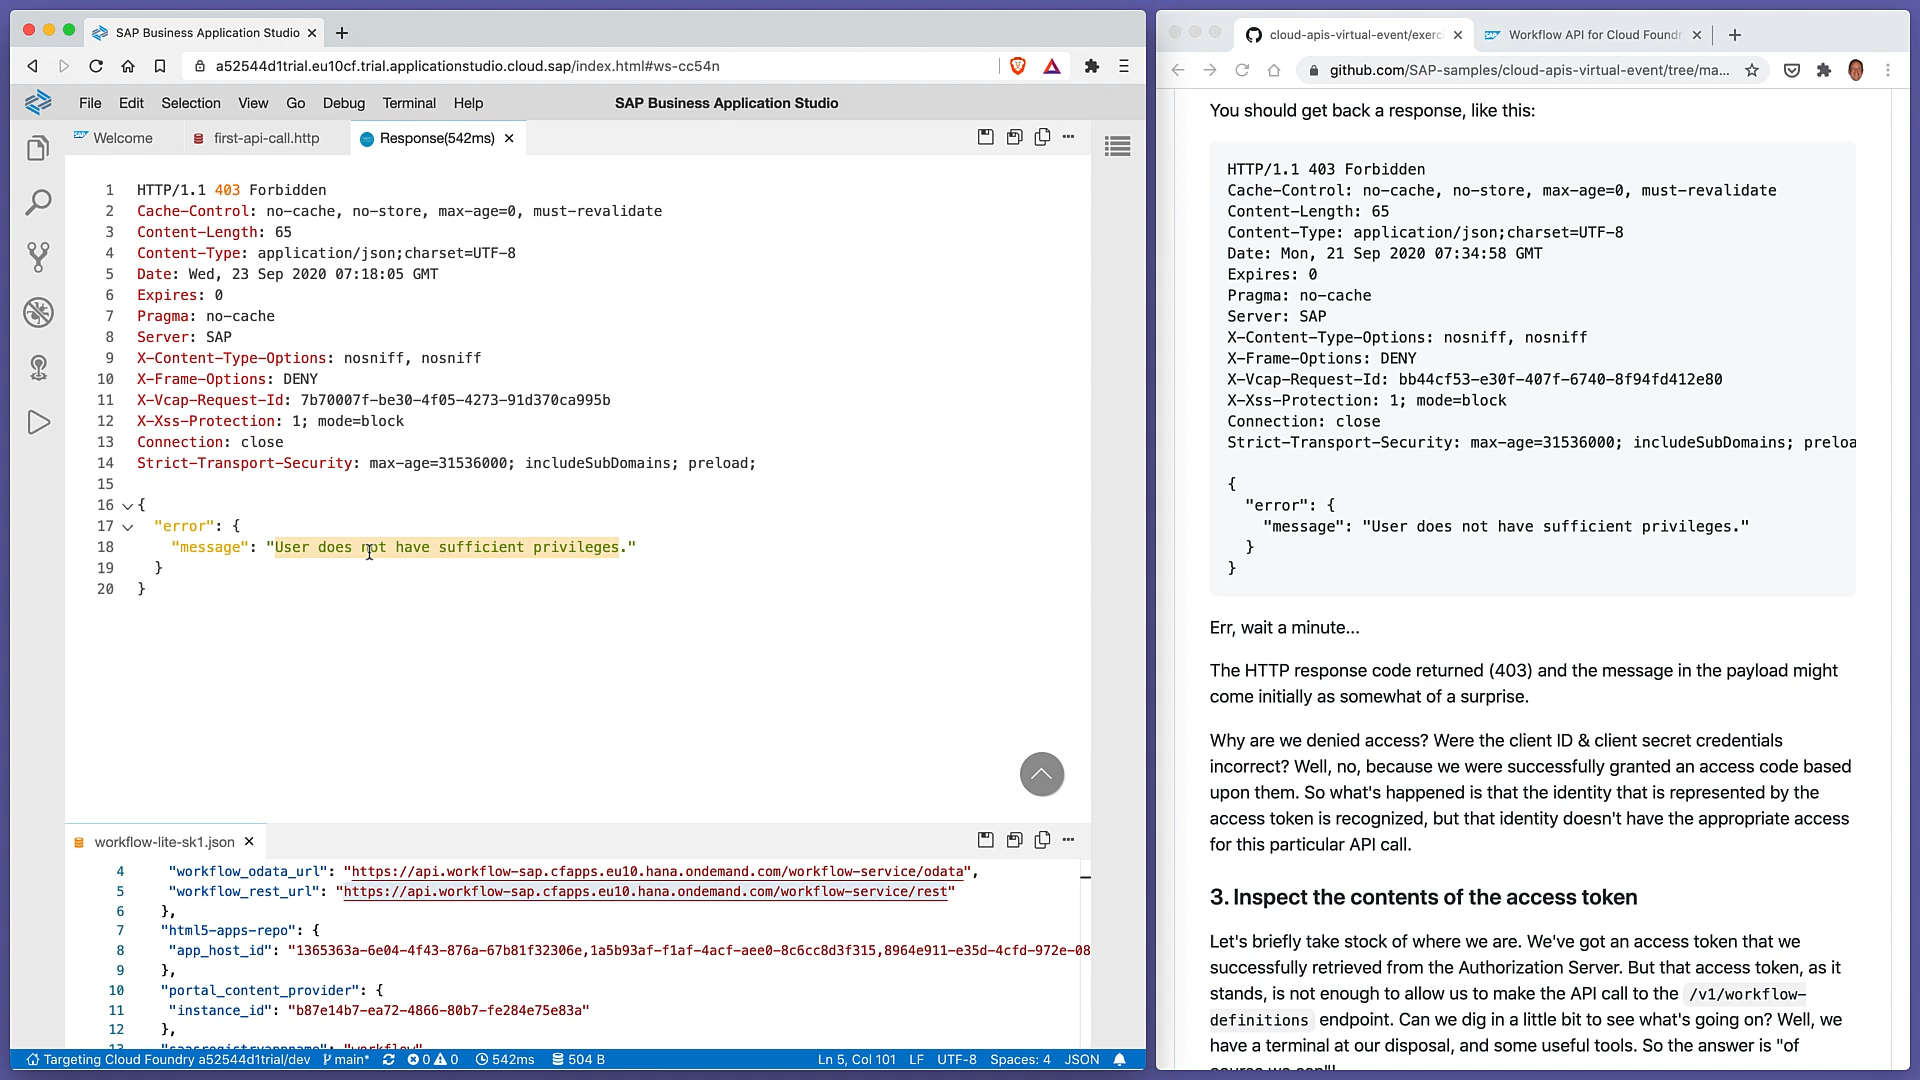 SAP Business Application Studio
a52544d1trial.eu10cf.trial.applicationstudio.cloud.sap/index.html#ws-cc54n
File Edit Selection View Go Debug Terminal Help
SAP Business Application Studio
Welcome
first-api-call.http
Response(542ms)
1 HTTP/1.1 403 Forbidden
2 Cache-Control: no-cache, no-store, max-age=0, must-revalidate
3 Content-Length: 65
4 Content-Type: application/json;charset=UTF-8
5 Date: Wed, 23 Sep 2020 07:18:05 GMT
6 Expires: 0
7 Pragma: no-cache
8 Server: SAP
9 X-Content-Type-Options: nosniff, nosniff
10 X-Frame-Options: DENY
11 X-Vcap-Request-Id: 7b70007f-be30-4f05-4273-91d370ca995b
12 X-Xss-Protection: 1; mode=block
13 Connection: close
14 Strict-Transport-Security: max-age=31536000; includeSubDomains; preload;
15
16 {
17 "error": {
18 "message": "User does not have sufficient privileges."
19 }
20 }
workflow-lite-sk1.json
4 "workflow_odata_url": "https://api.workflow-sap.cfapps.eu10.hana.ondemand.com/workflow-service/odata",
5 "workflow_rest_url": "https://api.workflow-sap.cfapps.eu10.hana.ondemand.com/workflow-service/rest"
6 },
7 "html5-apps-repo": {
8 "app_host_id": "1365363a-6e04-4f43-876a-67b81f32306e,1a5b93af-f1af-4acf-aee0-8c6cc8d3f315,8964e911-e35d-4cfd-972e-08
9 },
10 "portal_content_provider": {
11 "instance_id": "b87e14b7-ea72-4866-80b7-fe284e75e83a"
12 },
13 "saasregistryappname": "workflow"
Targeting Cloud Foundry a52544d1trial/dev main* 0 0 542ms 504 B Ln 5, Col 101 LF UTF-8 Spaces: 4 JSON
cloud-apis-virtual-event/exerc
Workflow API for Cloud Foundr
github.com/SAP-samples/cloud-apis-virtual-event/tree/ma...
You should get back a response, like this:
HTTP/1.1 403 Forbidden
Cache-Control: no-cache, no-store, max-age=0, must-revalidate
Content-Length: 65
Content-Type: application/json;charset=UTF-8
Date: Mon, 21 Sep 2020 07:34:58 GMT
Expires: 0
Pragma: no-cache
Server: SAP
X-Content-Type-Options: nosniff, nosniff
X-Frame-Options: DENY
X-Vcap-Request-Id: bb44cf53-e30f-407f-6740-8f94fd412e80
X-Xss-Protection: 1; mode=block
Connection: close
Strict-Transport-Security: max-age=31536000; includeSubDomains; preloa
{
"error": {
"message": "User does not have sufficient privileges."
}
}
Err, wait a minute...
The HTTP response code returned (403) and the message in the payload might
come initially as somewhat of a surprise.
Why are we denied access? Were the client ID & client secret credentials
incorrect? Well, no, because we were successfully granted an access code based
upon them. So what's happened is that the identity that is represented by the
access token is recognized, but that identity doesn't have the appropriate access
for this particular API call.
3. Inspect the contents of the access token
Let's briefly take stock of where we are. We've got an access token that we
successfully retrieved from the Authorization Server. But that access token, as it
stands, is not enough to allow us to make the API call to the /v1/workflow-
definitions endpoint. Can we dig in a little bit to see what's going on? Well, we
have a terminal at our disposal, and some useful tools. So the answer is "of
course we can"!